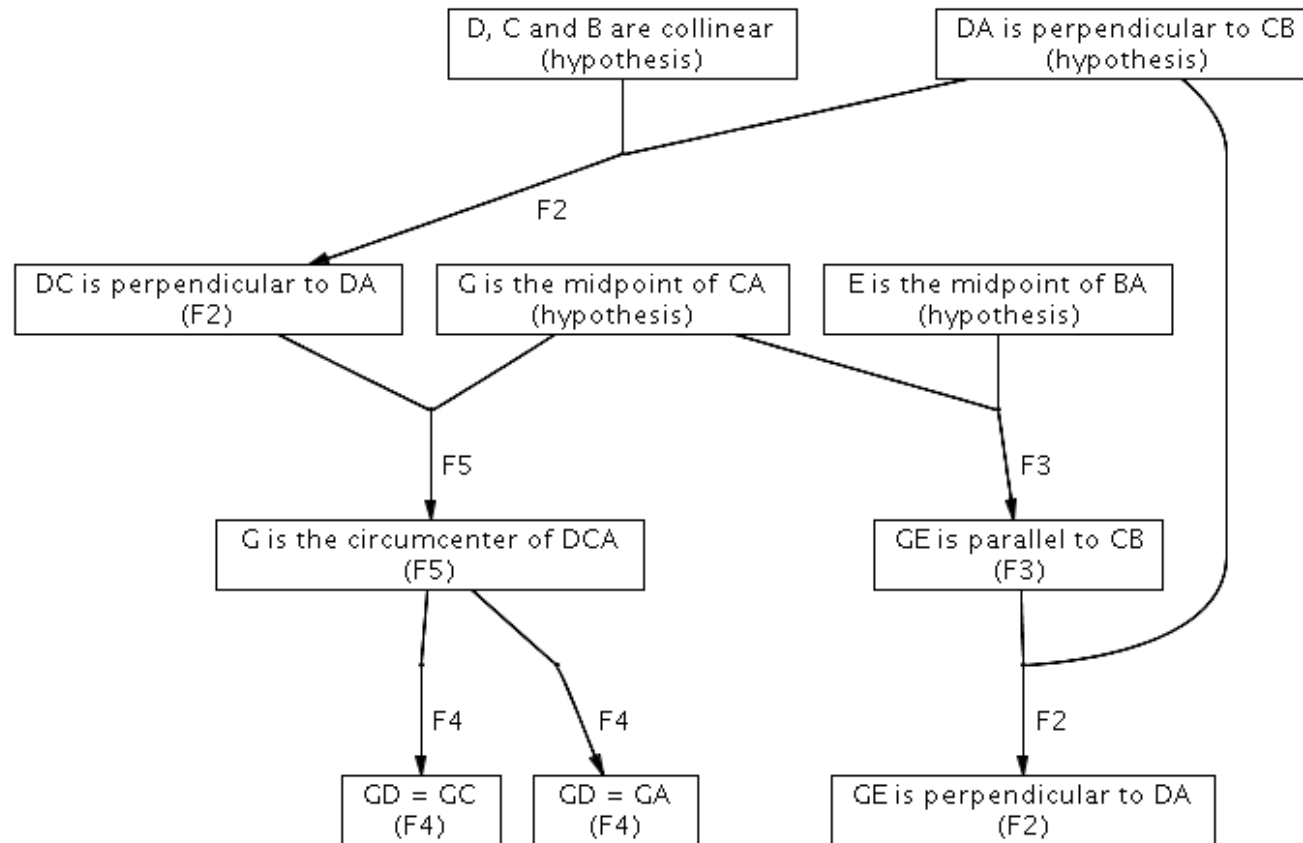 D, C and B are collinear
(hypothesis)
DA is perpendicular to CB
(hypothesis)
F2
DC is perpendicular to DA
(F2)
G is the midpoint of CA
(hypothesis)
E is the midpoint of BA
(hypothesis)
F5
F3
G is the circumcenter of DCA
(F5)
GE is parallel to CB
(F3)
F4
F4
F2
GD = GC
(F4)
GD = GA
(F4)
GE is perpendicular to DA
(F2)